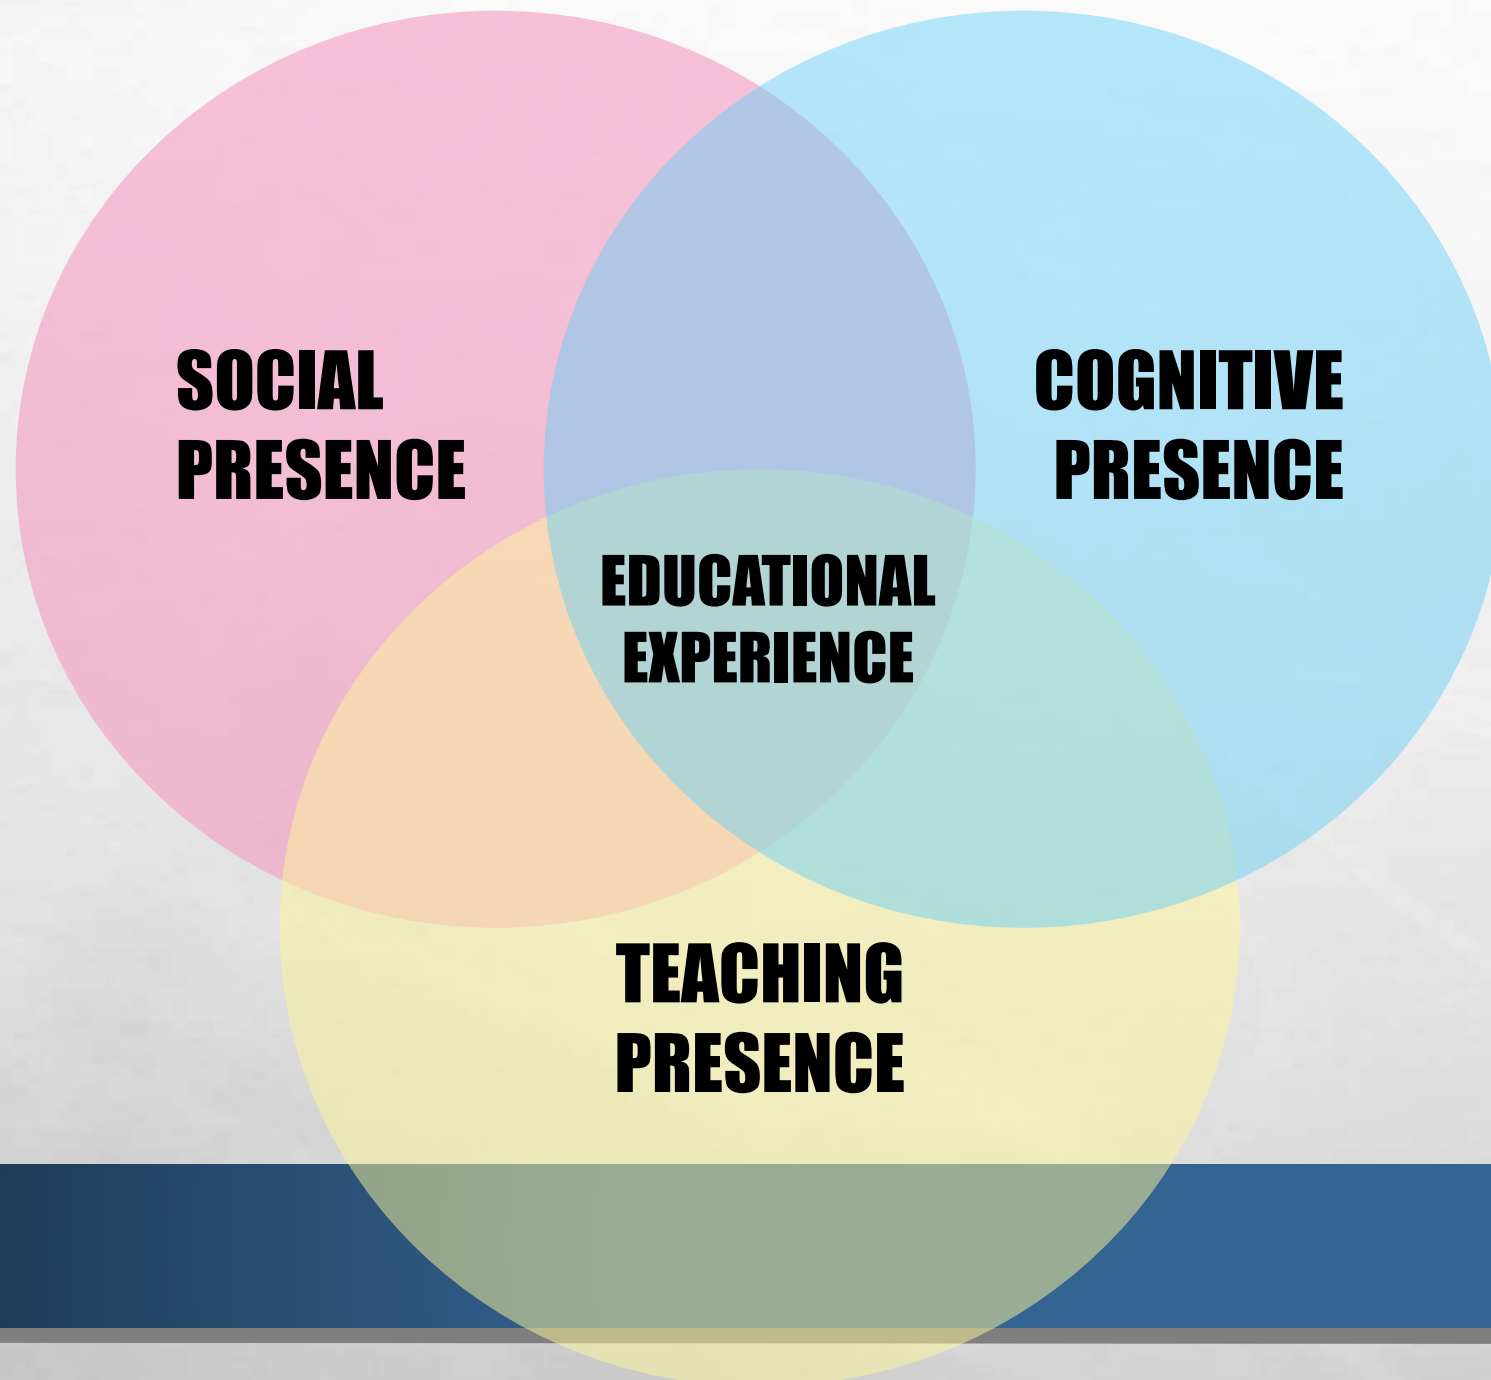 SOCIAL
PRESENCE
COGNITIVE
PRESENCE
EDUCATIONAL
EXPERIENCE
TEACHING
PRESENCE